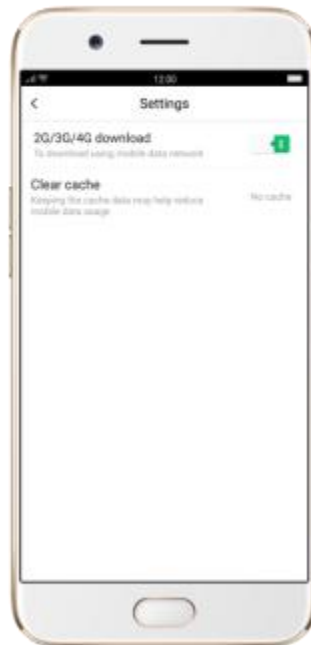 12:00
Settings
2G/3G/4G download
To download using mobile data network
Clear cache
Keeping the cache data may help reduce
mobile data usage
No cache